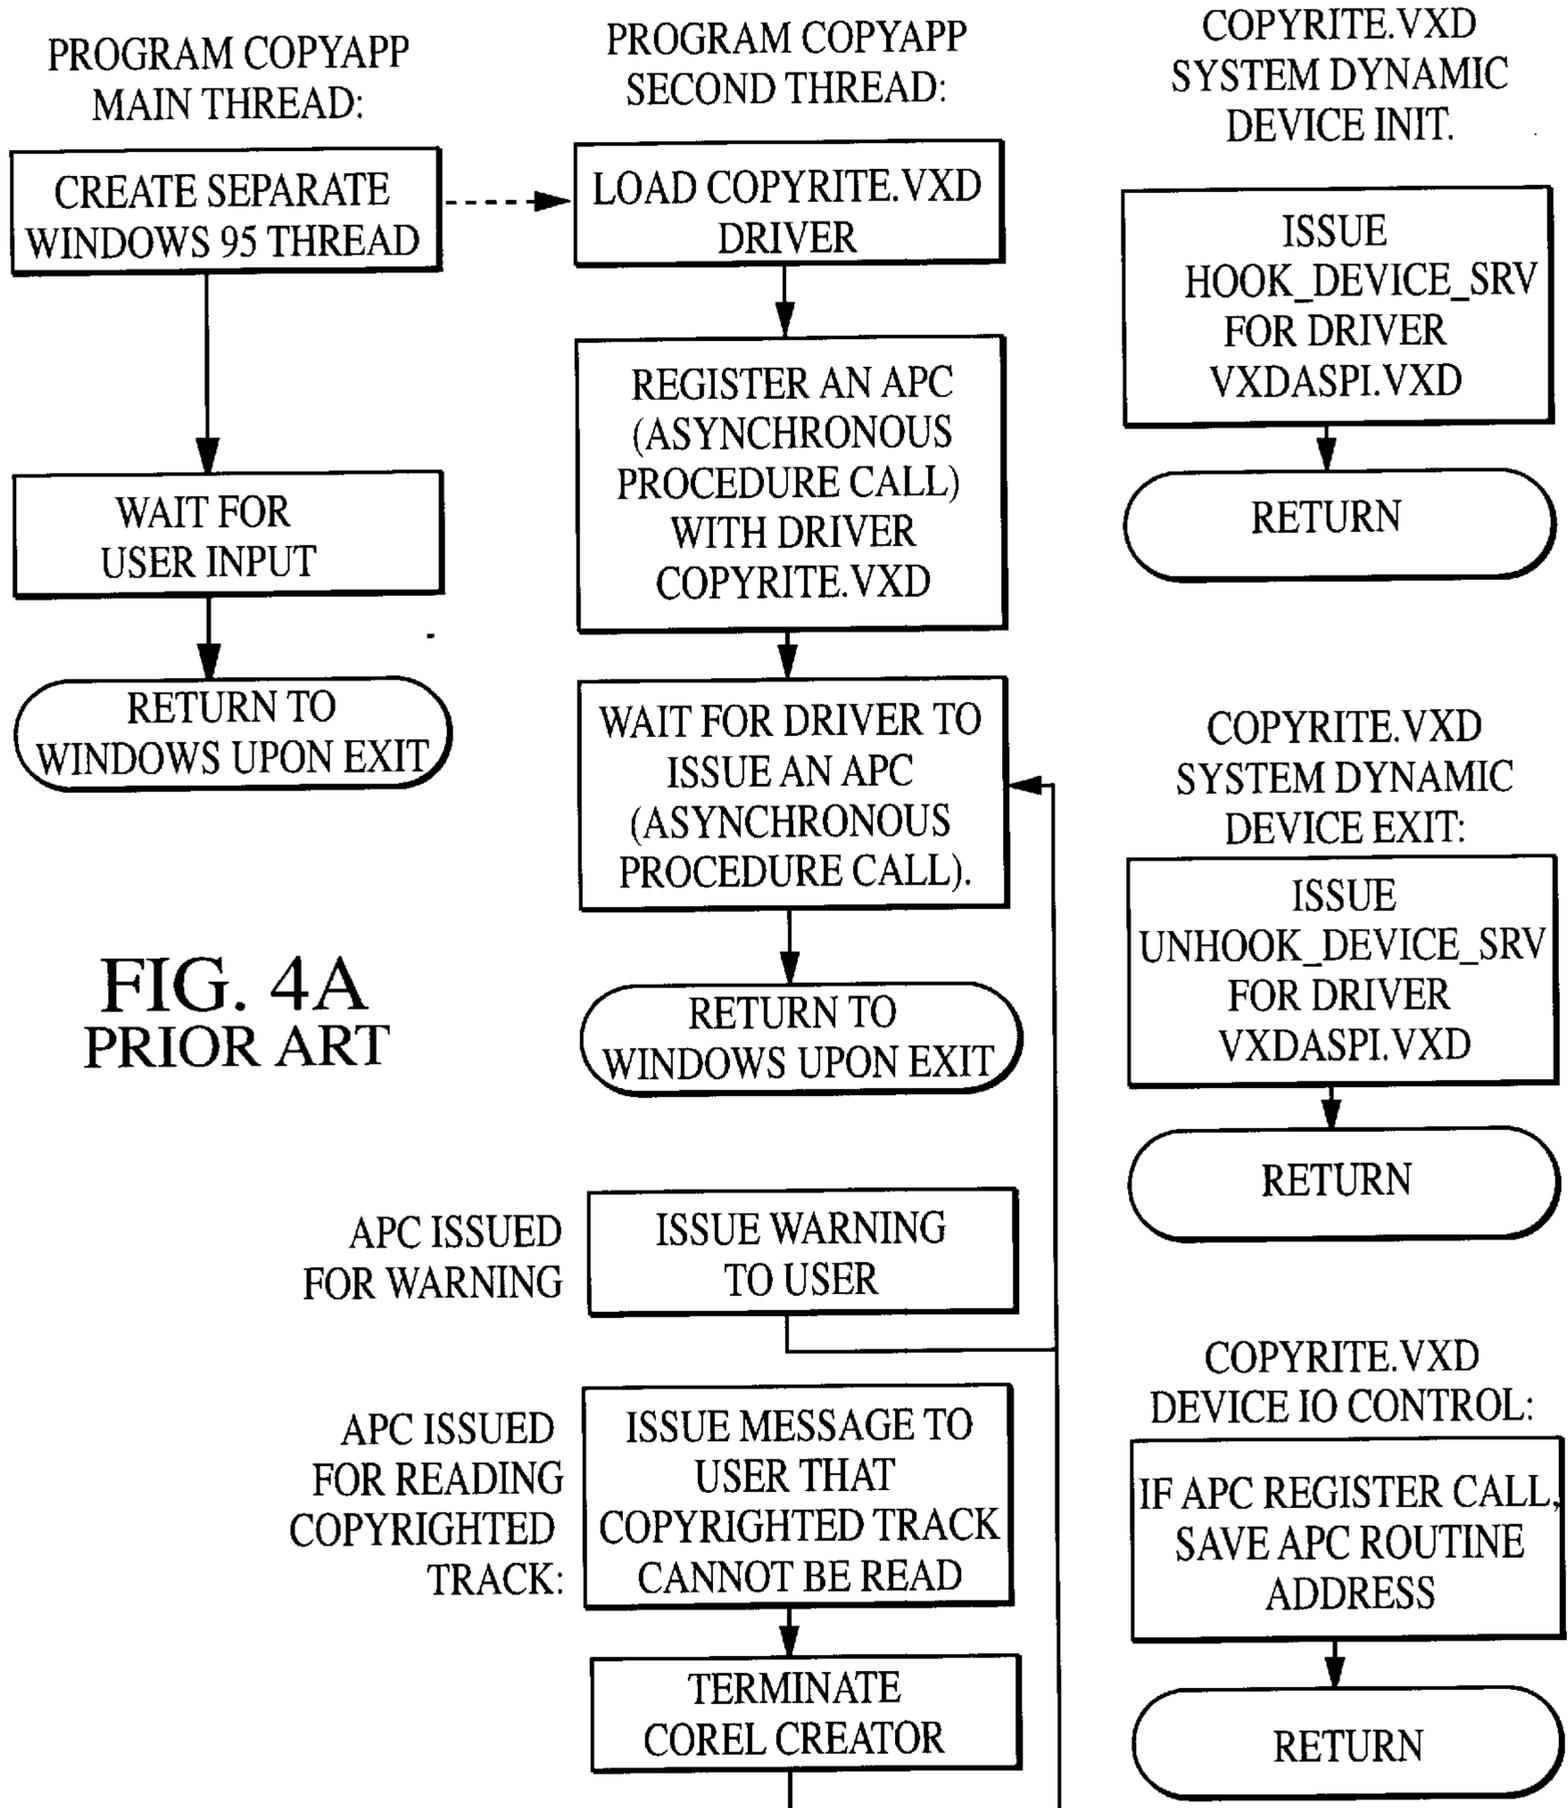 PROGRAM COPYAPP
MAIN THREAD:
CREATE SEPARATE
WINDOWS 95 THREAD
WAIT FOR
USER INPUT
RETURN TO
WINDOWS UPON EXIT
FIG. 4A
PRIOR ART
PROGRAM COPYAPP
SECOND THREAD:
LOAD COPYRITE.VXD
DRIVER
REGISTER AN APC
(ASYNCHRONOUS
PROCEDURE CALL)
WITH DRIVER
COPYRITE.VXD
WAIT FOR DRIVER TO
ISSUE AN APC
(ASYNCHRONOUS
PROCEDURE CALL).
RETURN TO
WINDOWS UPON EXIT
APC ISSUED
FOR WARNING
ISSUE WARNING
TO USER
APC ISSUED
FOR READING
COPYRIGHTED
TRACK:
ISSUE MESSAGE TO
USER THAT
COPYRIGHTED TRACK
CANNOT BE READ
TERMINATE
COREL CREATOR
COPYRITE.VXD
SYSTEM DYNAMIC
DEVICE INIT.
ISSUE
HOOK_DEVICE_SRV
FOR DRIVER
VXDASPI.VXD
RETURN
COPYRITE.VXD
SYSTEM DYNAMIC
DEVICE EXIT:
ISSUE
UNHOOK_DEVICE_SRV
FOR DRIVER
VXDASPI.VXD
RETURN
COPYRITE.VXD
DEVICE IO CONTROL:
IF APC REGISTER CALL,
SAVE APC ROUTINE
ADDRESS
RETURN